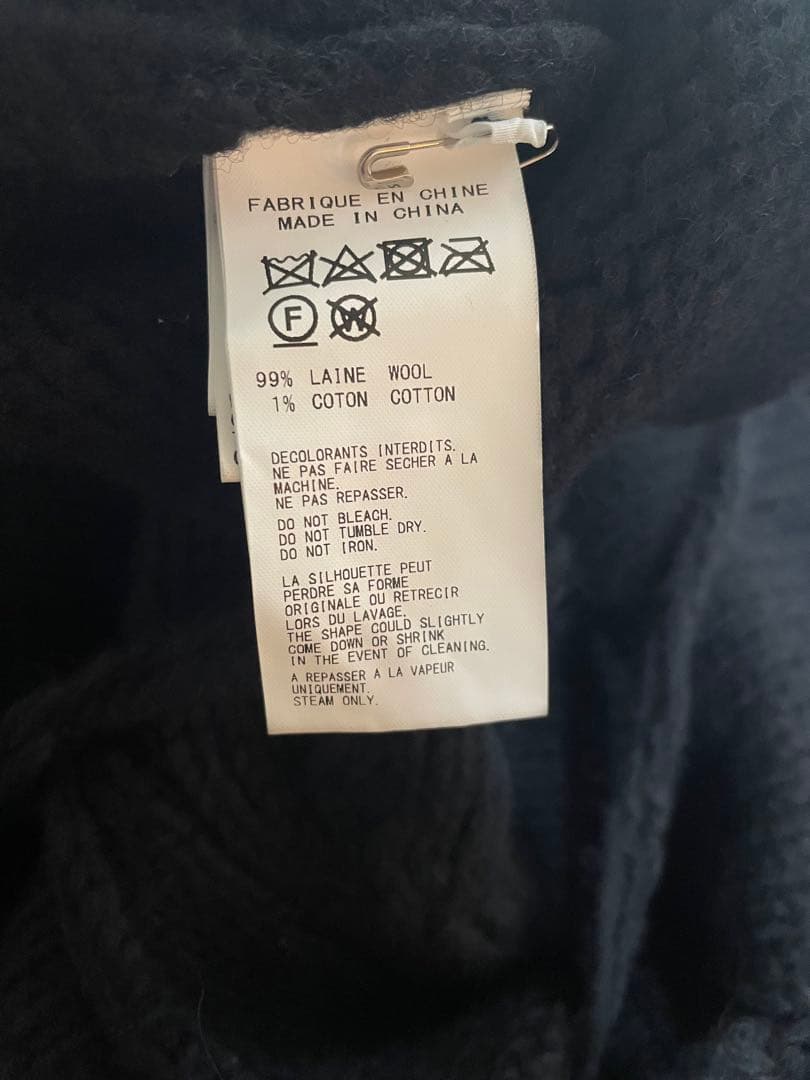 FABRIQUE EN CHINE
MADE IN CHINA
F W
99% LAINE WOOL
1% COTON COTTON
DECOLORANTS INTERDITS.
NE PAS FAIRE SECHER A LA
MACHINE.
NE PAS REPASSER.
DO NOT BLEACH.
DO NOT TUMBLE DRY.
DO NOT IRON.
LA SILHOUETTE PEUT
PERDRE SA FORME
ORIGINALE OU RETRECIR
LORS DU LAVAGE.
THE SHAPE COULD SLIGHTLY
COME DOWN OR SHRINK
IN THE EVENT OF CLEANING.
A REPASSER A LA VAPEUR
UNIQUEMENT.
STEAM ONLY.